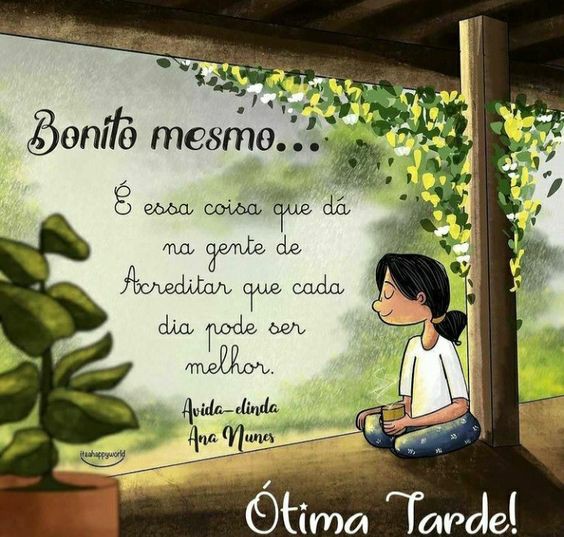 Bonito mesmo...
É essa coisa que dá
na gente de
Acreditar que cada
dia pode ser
melhor.
Avida-elinda
Ana Nunes
itsahappyworld
Ótima Tarde!